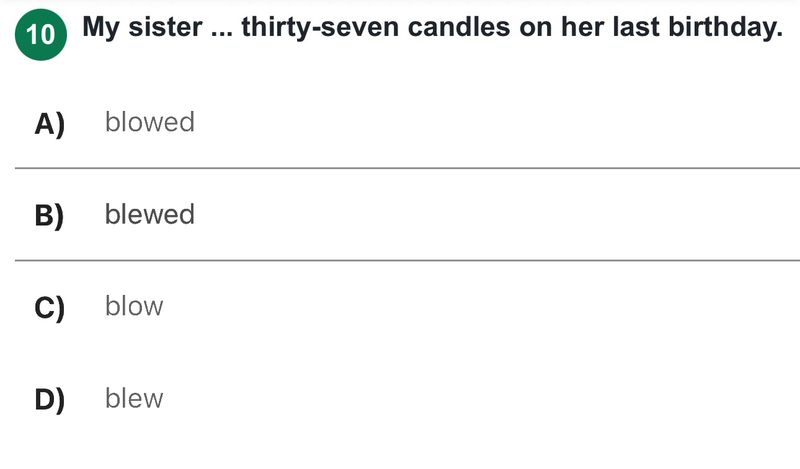 10 My sister ... thirty-seven candles on her last birthday.
A) blowed
B) blewed
C) blow
D) blew